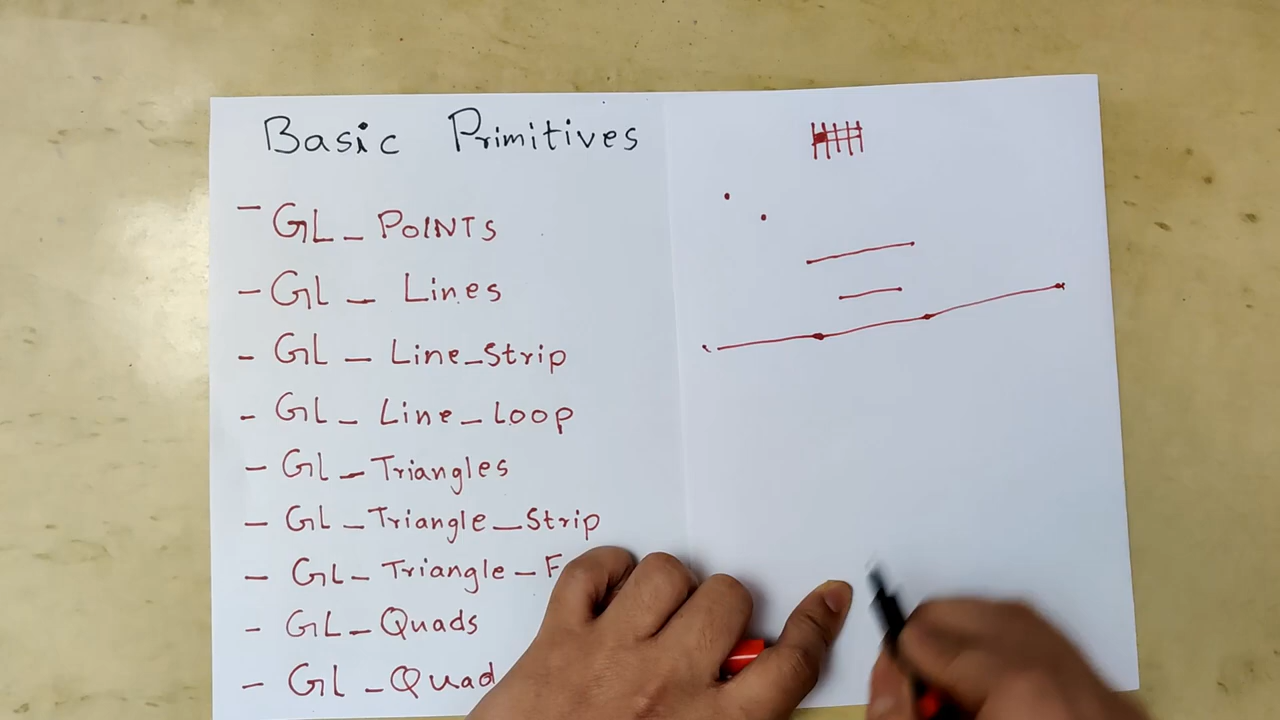 Basic Primitives
- GL_POINTS
- GL_Lines
- GL_Line_Strip
- GL_Line_Loop
- GL_Triangles
- GL_Triangle_Strip
- GL_Triangle_F
- GL_Quads
- GL_Quad